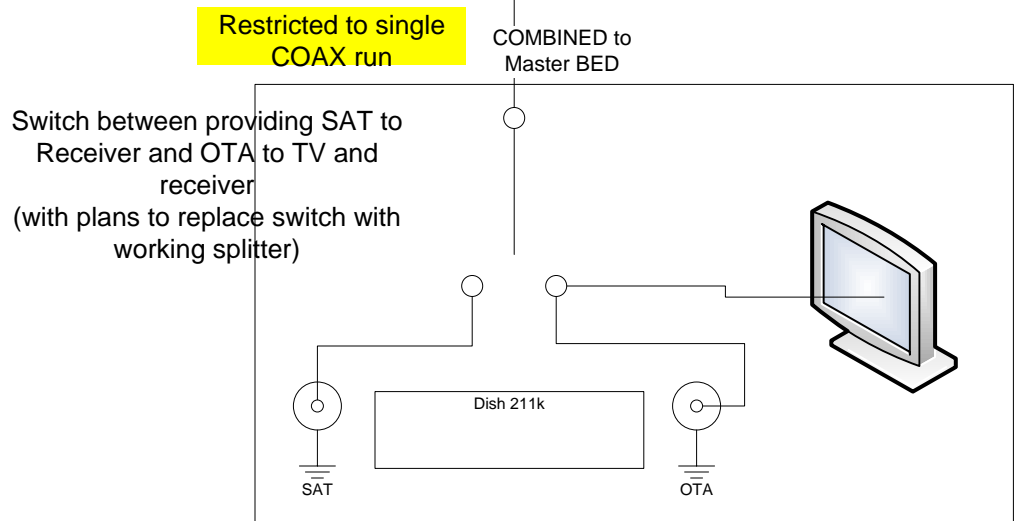 Restricted to single
COAX run
COMBINED to
Master BED
Switch between providing SAT to
Receiver and OTA to TV and
receiver
(with plans to replace switch with
working splitter)
Dish 211k
SAT
OTA